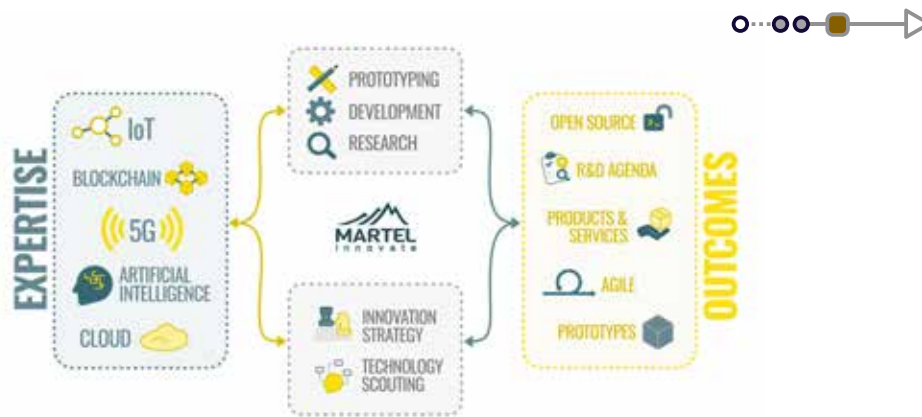 EXPERTISE
IoT
BLOCKCHAIN
5G
ARTIFICIAL
INTELLIGENCE
CLOUD
PROTOTYPING
DEVELOPMENT
RESEARCH
MARTEL
innovate
INNOVATION
STRATEGY
TECHNOLOGY
SCOUTING
OPEN SOURCE
R&D AGENDA
PRODUCTS &
SERVICES
AGILE
PROTOTYPES
OUTCOMES